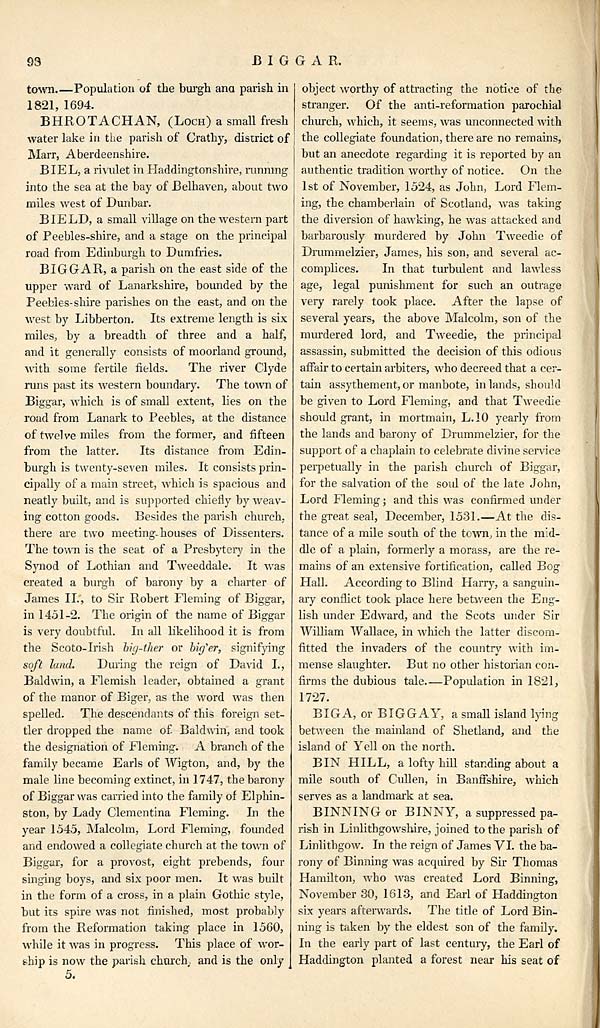 98
BIGGAR.
town.—Population of the burgh and parish in
1821, 1694.
BHROTACHAN, (Loch) a small fresh
water lake in the parish of Crathy, district of
Marr, Aberdeenshire.
BIEL, a rivulet in Haddingtonshire, running
into the sea at the bay of Belhaven, about two
miles west of Dunbar.
BIELD, a small village on the western part
of Peebles-shire, and a stage on the principal
road from Edinburgh to Dumfries.
BIGGAR, a parish on the east side of the
upper ward of Lanarkshire, bounded by the
Peebles-shire parishes on the east, and on the
west by Libberton. Its extreme length is six
miles, by a breadth of three and a half,
and it generally consists of moorland ground,
with some fertile fields. The river Clyde
runs past its western boundary. The town of
Biggar, which is of small extent, lies on the
road from Lanark to Peebles, at the distance
of twelve miles from the former, and fifteen
from the latter. Its distance from Edin-
burgh is twenty-seven miles. It consists prin-
cipally of a main street, which is spacious and
neatly built, and is supported chiefly by weav-
ing cotton goods. Besides the parish church,
there are two meeting-houses of Dissenters.
The town is the seat of a Presbytery in the
Synod of Lothian and Tweeddale. It was
created a burgh of barony by a charter of
James II., to Sir Robert Fleming of Biggar,
in 1451-2. The origin of the name of Biggar
is very doubtful. In all likelihood it is from
the Scoto-Irish big-ther or big'er, signifying
soft land. During the reign of David I.,
Baldwin, a Flemish leader, obtained a grant
of the manor of Biger, as the word was then
spelled. The descendants of this foreign set-
tler dropped the name of Baldwin, and took
the designation of Fleming. A branch of the
family became Earls of Wigton, and, by the
male line becoming extinct, in 1747, the barony
of Biggar was carried into the family of Elphin-
ston, by Lady Clementina Fleming. In the
year 1545, Malcolm, Lord Fleming, founded
and endowed a collegiate church at the town of
Biggar, for a provost, eight prebends, four
singing boys, and six poor men. It was built
in the form of a cross, in a plain Gothic style,
but its spire was not finished, most probably
from the Reformation taking place in 1560,
while it was in progress. This place of wor-
ship is now the parish church, and is the only
5.
object worthy of attracting the notice of the
stranger. Of the anti-reformation parochial
church, which, it seems, was unconnected with
the collegiate foundation, there are no remains,
but an anecdote regarding it is reported by an
authentic tradition worthy of notice. On the
1st of November, 1524, as John, Lord Flem-
ing, the chamberlain of Scotland, was taking
the diversion of hawking, he was attacked and
barbarously murdered by John Tweedie of
Drummelzier, James, his son, and several ac-
complices. In that turbulent and lawless
age, legal punishment for such an outrage
very rarely took place. After the lapse of
several years, the above Malcolm, son of the
murdered lord, and Tweedie, the principal
assassin, submitted the decision of this odious
affair to certain arbiters, who decreed that a cer-
tain assythement, or manbote, in lands, should
be given to Lord Fleming, and that Tweedie
should grant, in mortmain, L.10 yearly from
the lands and barony of Drummelzier, for the
support of a chaplain to celebrate divine service
perpetually in the parish church of Biggar,
for the salvation of the soul of the late John,
Lord Fleming; and this was confirmed under
the great seal, December, 1531.—At the dis-
tance of a mile south of the town, in the mid-
dle of a plain, formerly a morass, are the re-
mains of an extensive fortification, called Bog
Hall. According to Blind Harry, a sanguin-
ary conflict took place here between the Eng-
lish under Edward, and the Scots under Sir
William Wallace, in which the latter discom-
fitted the invaders of the country with im-
mense slaughter. But no other historian con-
firms the dubious tale.—Population in 1821,
1727.
BIGA, or BIGGAY, a small island lying
between the mainland of Shetland, and the
island of Yell on the north.
BIN HILL, a lofty hill standing about a
mile south of Cullen, in Banffshire, which
serves as a landmark at sea.
BINNING or BINNY, a suppressed pa-
rish in Linlithgowshire, joined to the parish of
Linlithgow. In the reign of James VI. the ba-
rony of Binning was acquired by Sir Thomas
Hamilton, who was created Lord Binning,
November 30, 1613, and Earl of Haddington
six years afterwards. The title of Lord Bin-
ning is taken by the eldest son of the family.
In the early part of last century, the Earl of
Haddington planted a forest near his seat of